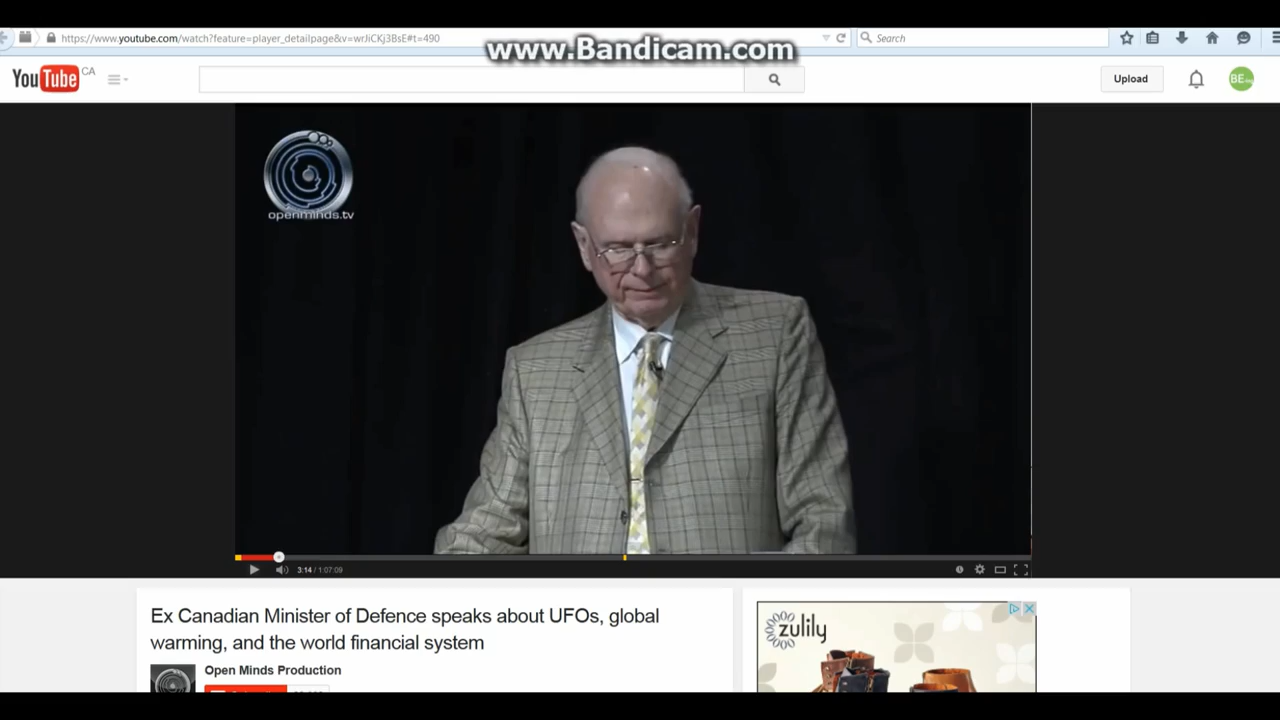 www.Bandicam.com
https://www.youtube.com/watch?feature=player_detailpage&v=wrJiCKj3BsE#t=490
Search
YouTube CA
Upload
BE
openminds.tv
3:14 / 1:07:09
Ex Canadian Minister of Defence speaks about UFOs, global
warming, and the world financial system
Open Minds Production
zulily